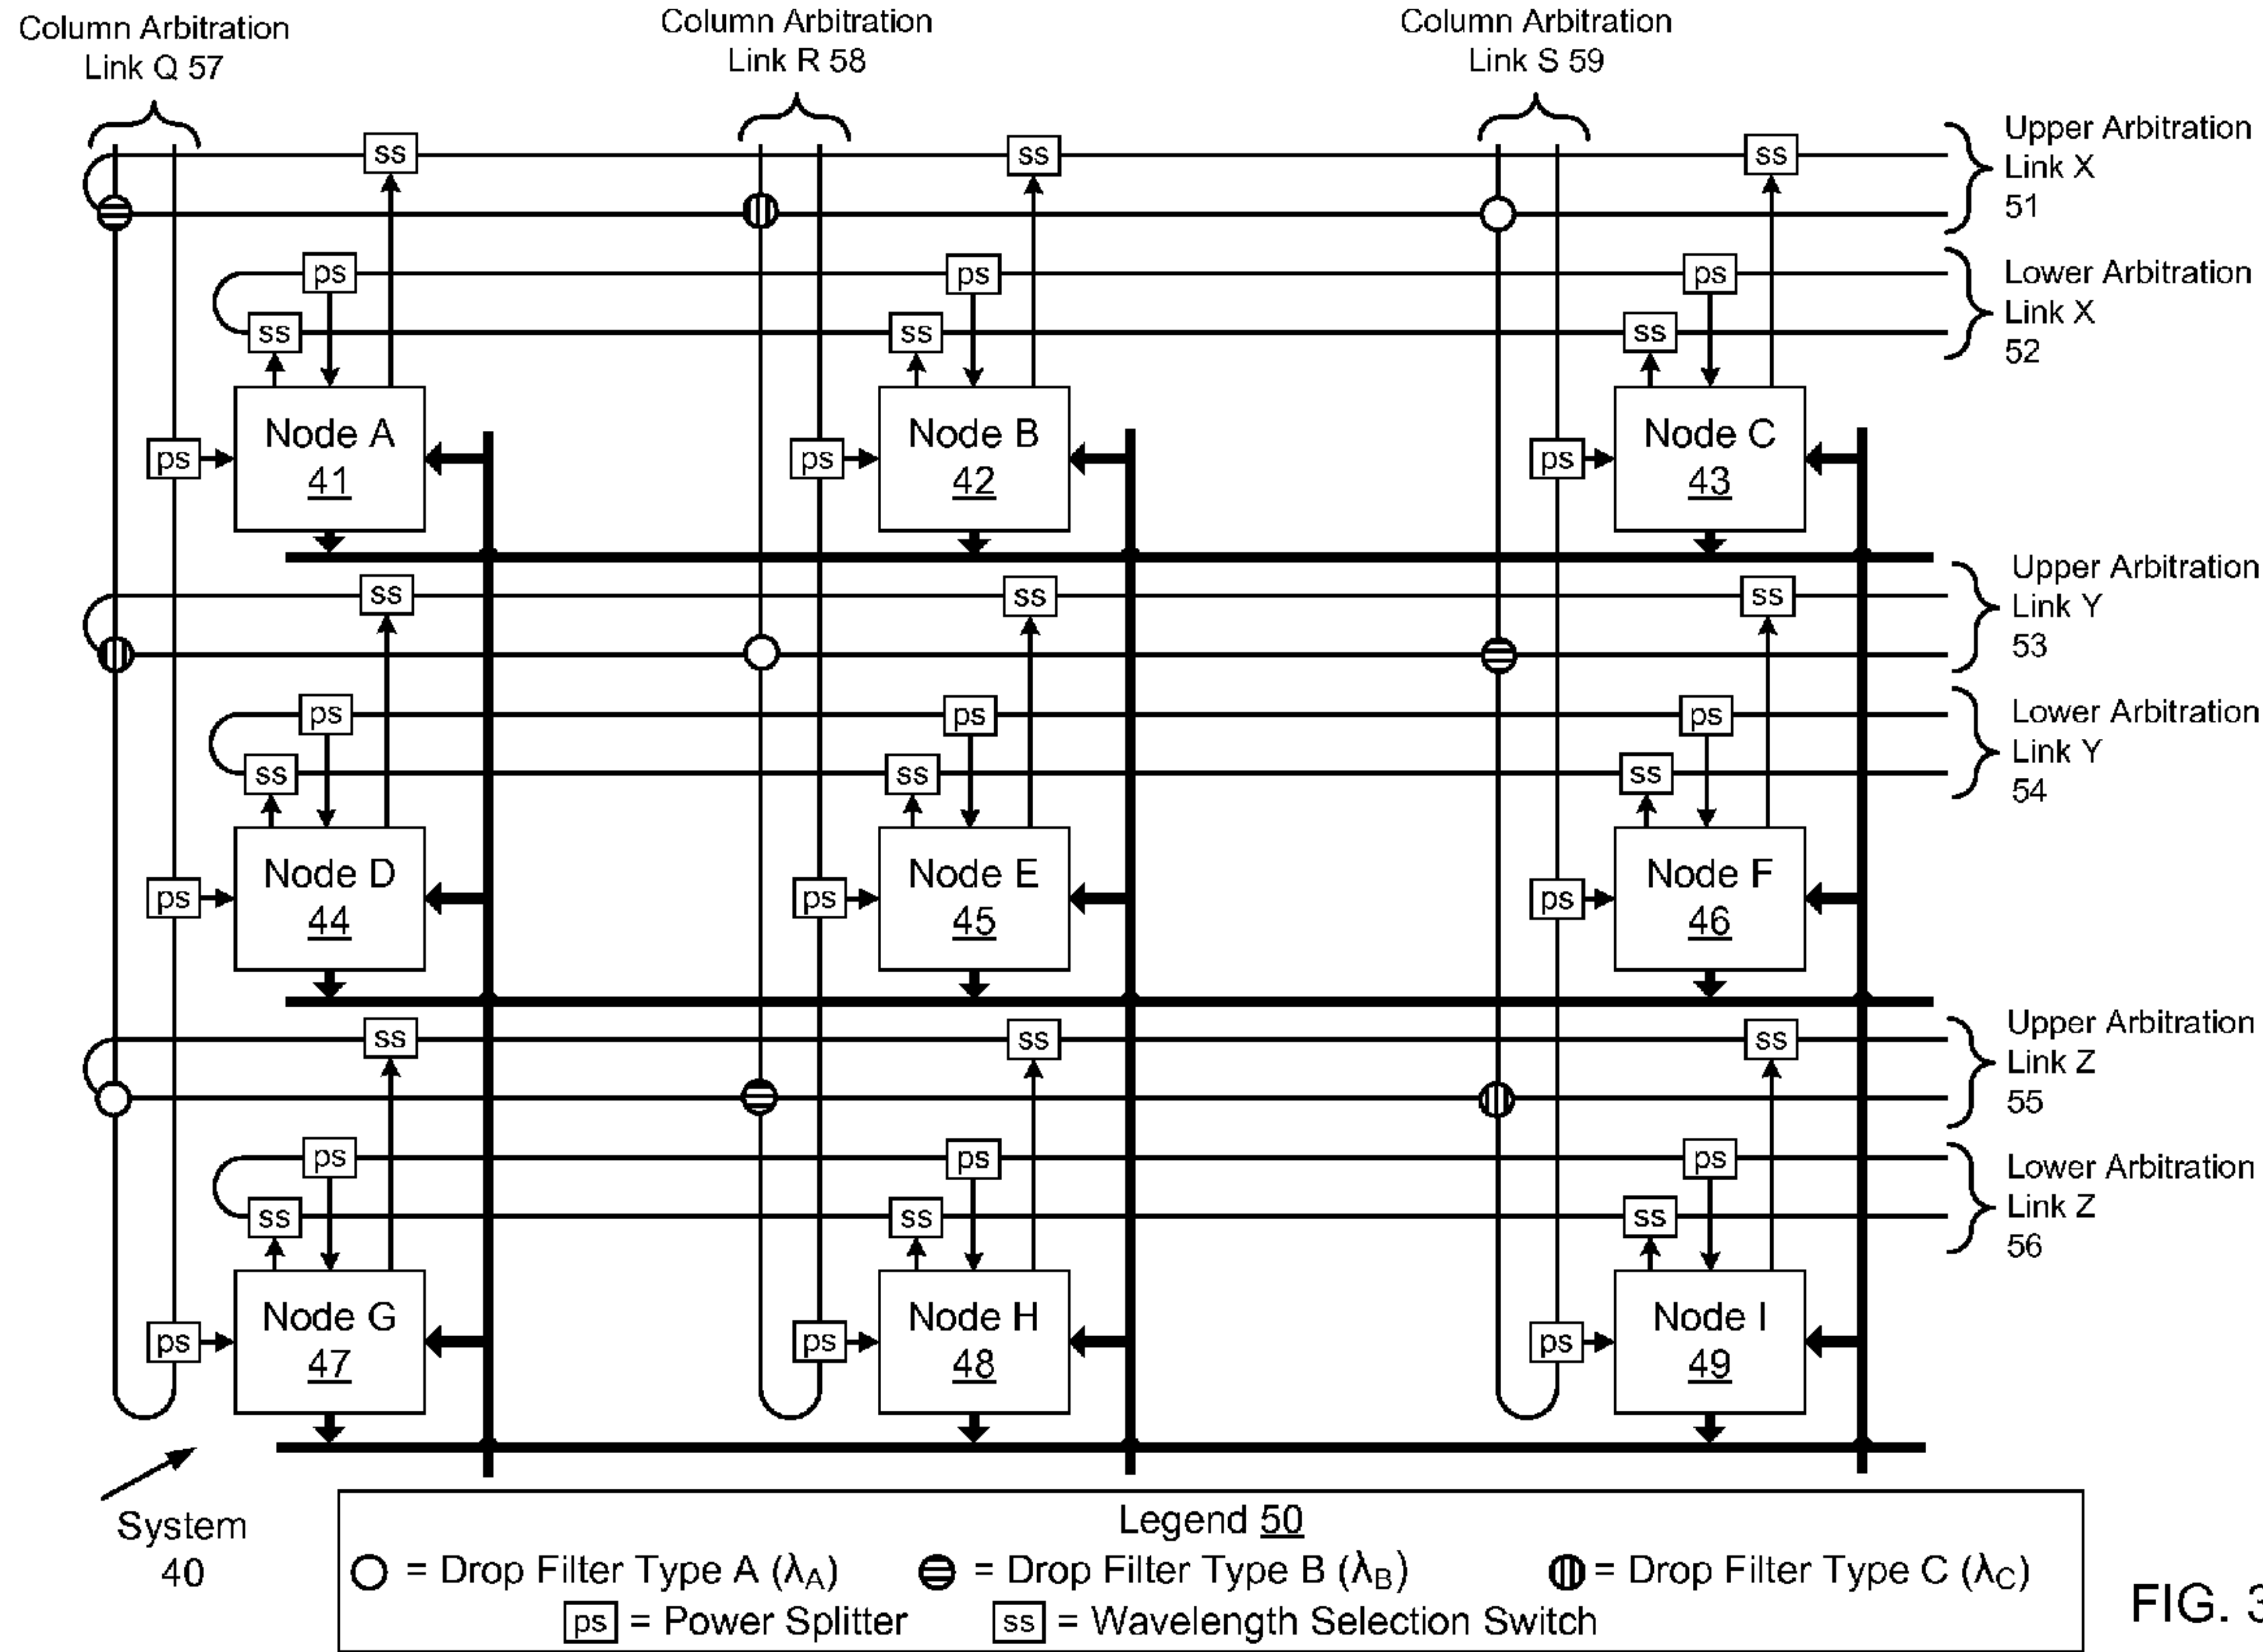 Column Arbitration
Link Q 57
Column Arbitration
Link R 58
Column Arbitration
Link S 59
ss
ss
ss
Upper Arbitration
Link X
51
ps
ps
ps
Lower Arbitration
Link X
52
ss
ss
ss
Node A
41
Node B
42
Node C
43
ps
ps
ps
ss
ss
ss
Upper Arbitration
Link Y
53
ps
ps
ps
Lower Arbitration
Link Y
54
ss
ss
ss
Node D
44
Node E
45
Node F
46
ps
ps
ps
ss
ss
ss
Upper Arbitration
Link Z
55
ps
ps
ps
Lower Arbitration
Link Z
56
ss
ss
ss
Node G
47
Node H
48
Node I
49
ps
ps
ps
System
40
Legend 50
= Drop Filter Type A (λA)
= Drop Filter Type B (λB)
= Drop Filter Type C (λC)
ps = Power Splitter
ss = Wavelength Selection Switch
FIG. 3